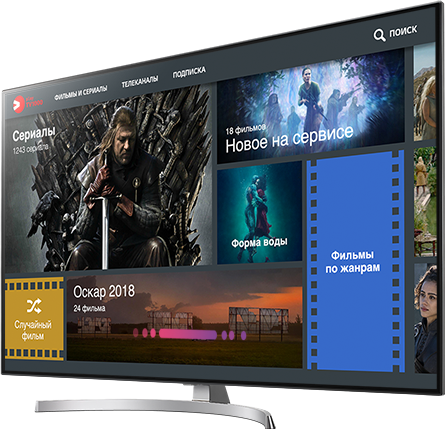 ФИЛЬМЫ И СЕРИАЛЫ
ТЕЛЕКАНАЛЫ
ПОДПИСКА
ПОИСК
Сериалы
1243 сериала
18 фильмов
Новое на сервисе
Форма воды
Фильмы
по жанрам
Оскар 2018
24 фильма
Случайный
фильм